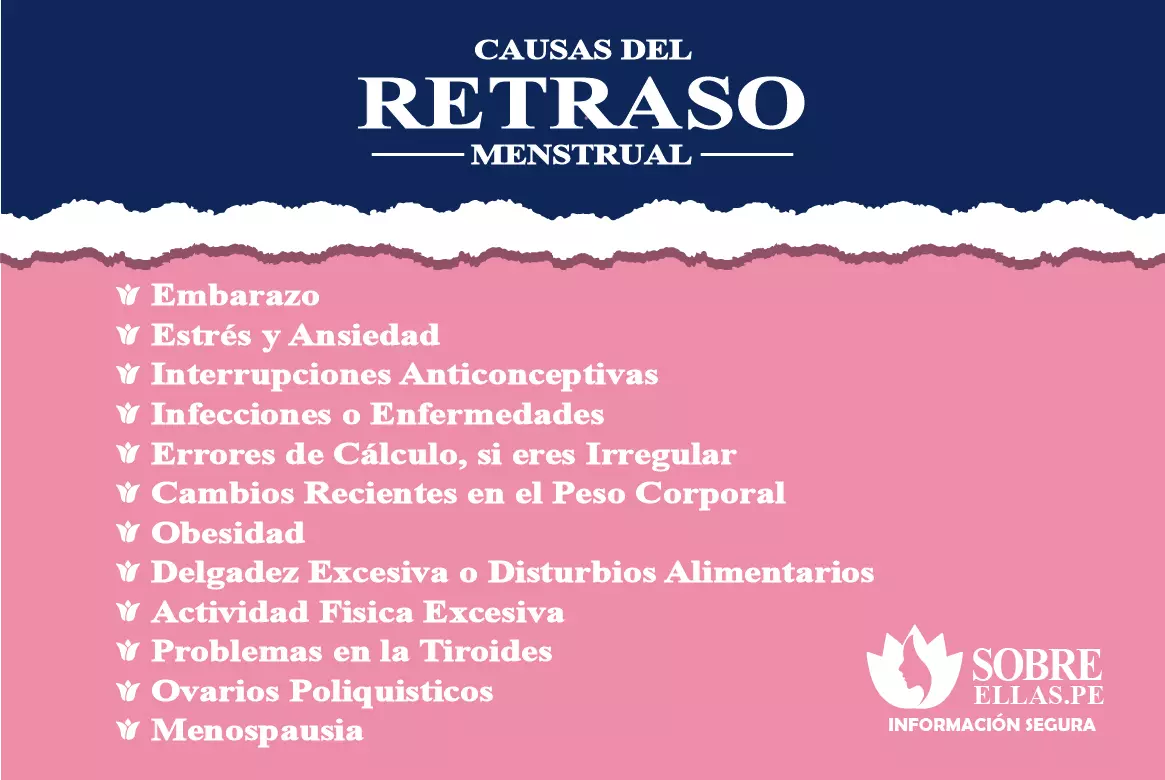 CAUSAS DEL
RETRASO
MENSTRUAL
Embarazo
Estrés y Ansiedad
Interrupciones Anticonceptivas
Infecciones o Enfermedades
Errores de Cálculo, si eres Irregular
Cambios Recientes en el Peso Corporal
Obesidad
Delgadez Excesiva o Disturbios Alimentarios
Actividad Fisica Excesiva
Problemas en la Tiroides
Ovarios Poliquisticos
Menospausia
SOBRE
ELLAS.PE
INFORMACIÓN SEGURA